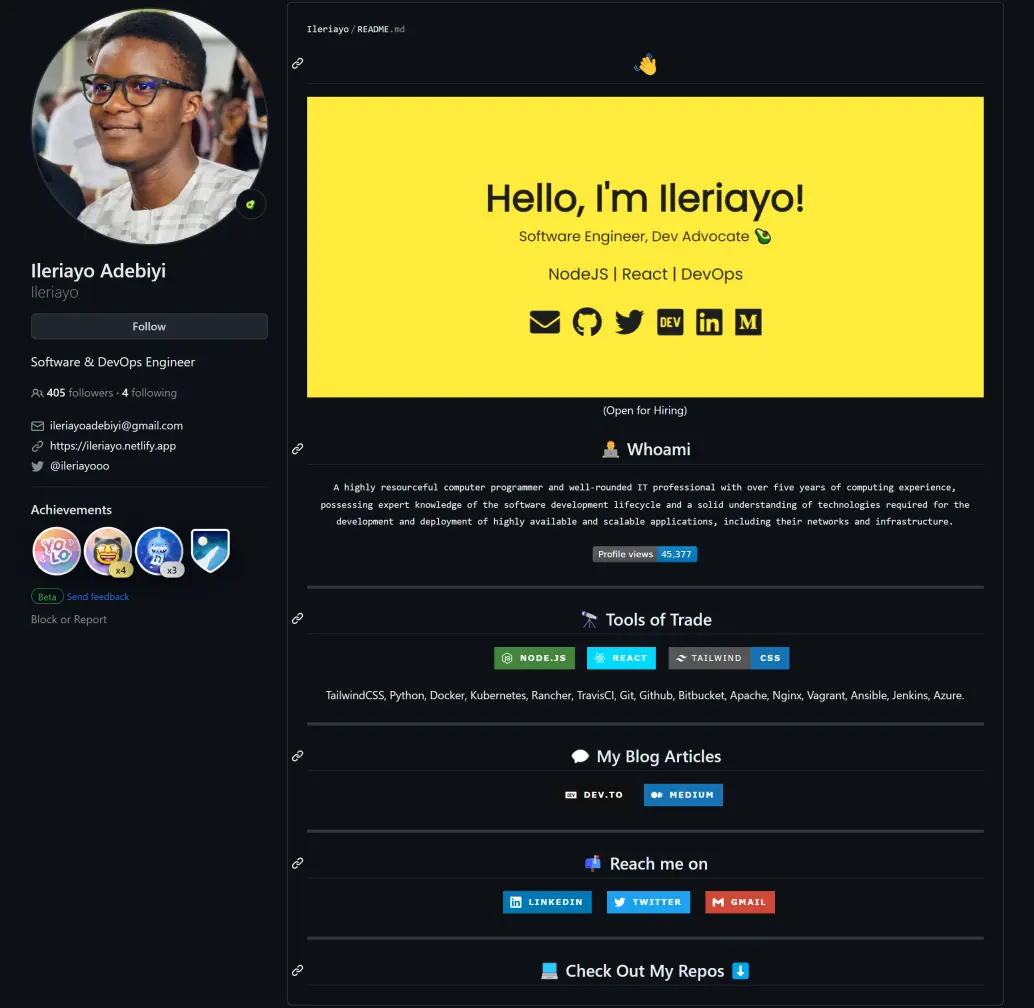 Ileriayo Adebiyi
Ileriayo
Follow
Software & DevOps Engineer
405 followers · 4 following
ileriayoadebiyi@gmail.com
https://ileriayo.netlify.app
@ileriayooo
Achievements
YOLO
x4
x3
Beta Send feedback
Block or Report
Ileriayo/README.md
Hello, I'm Ileriayo!
Software Engineer, Dev Advocate
NodeJS | React | DevOps
DEV in M
(Open for Hiring)
Whoami
A highly resourceful computer programmer and well-rounded IT professional with over five years of computing experience,
possessing expert knowledge of the software development lifecycle and a solid understanding of technologies required for the
development and deployment of highly available and scalable applications, including their networks and infrastructure.
Profile views 45,377
Tools of Trade
NODE.JS REACT TAILWIND CSS
TailwindCSS, Python, Docker, Kubernetes, Rancher, TravisCI, Git, Github, Bitbucket, Apache, Nginx, Vagrant, Ansible, Jenkins, Azure.
My Blog Articles
DEV DEV.TO MEDIUM
Reach me on
in LINKEDIN TWITTER M GMAIL
Check Out My Repos